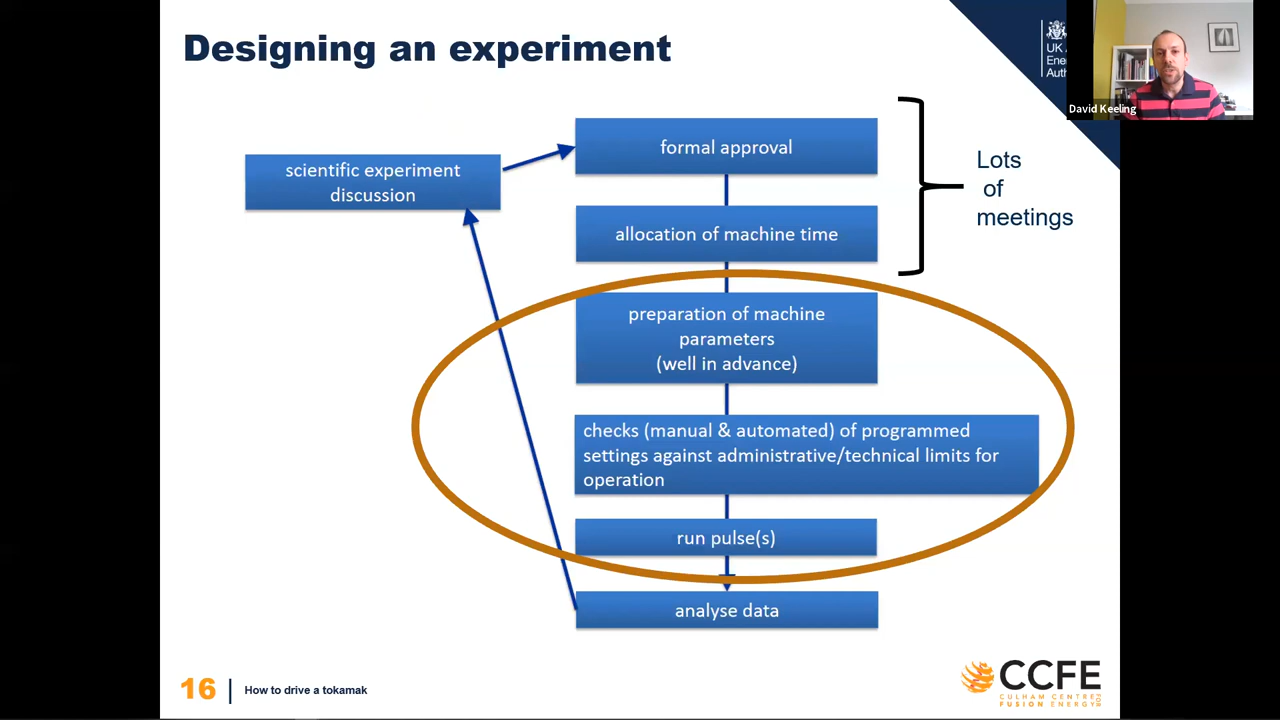 Designing an experiment
UK A
Ene
Auth
David Keeling
formal approval
scientific experiment
discussion
Lots
of
meetings
allocation of machine time
preparation of machine
parameters
(well in advance)
checks (manual & automated) of programmed
settings against administrative/technical limits for
operation
run pulse(s)
analyse data
16
How to drive a tokamak
CCFE
CULHAM CENTRE
FOR
FUSION ENERGY